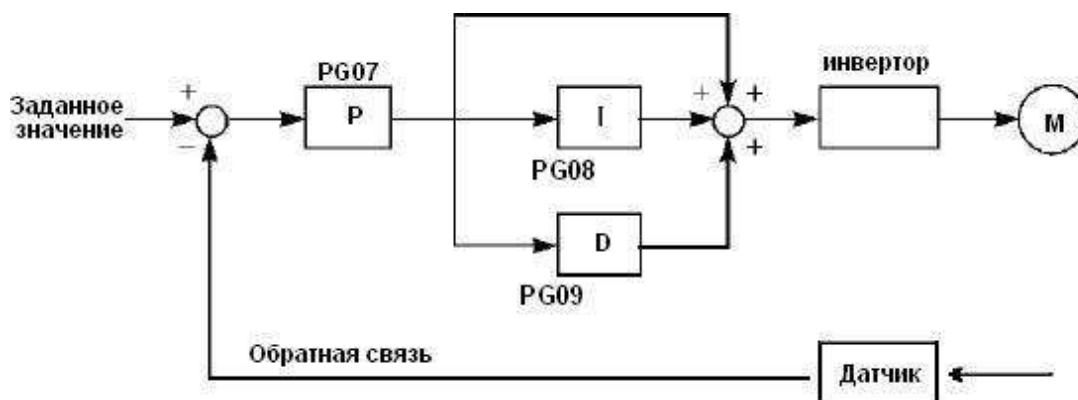 PG07
инвертор
Заданное
значение
+
−
P
I
+
+
+
M
PG08
D
PG09
Обратная связь
Датчик